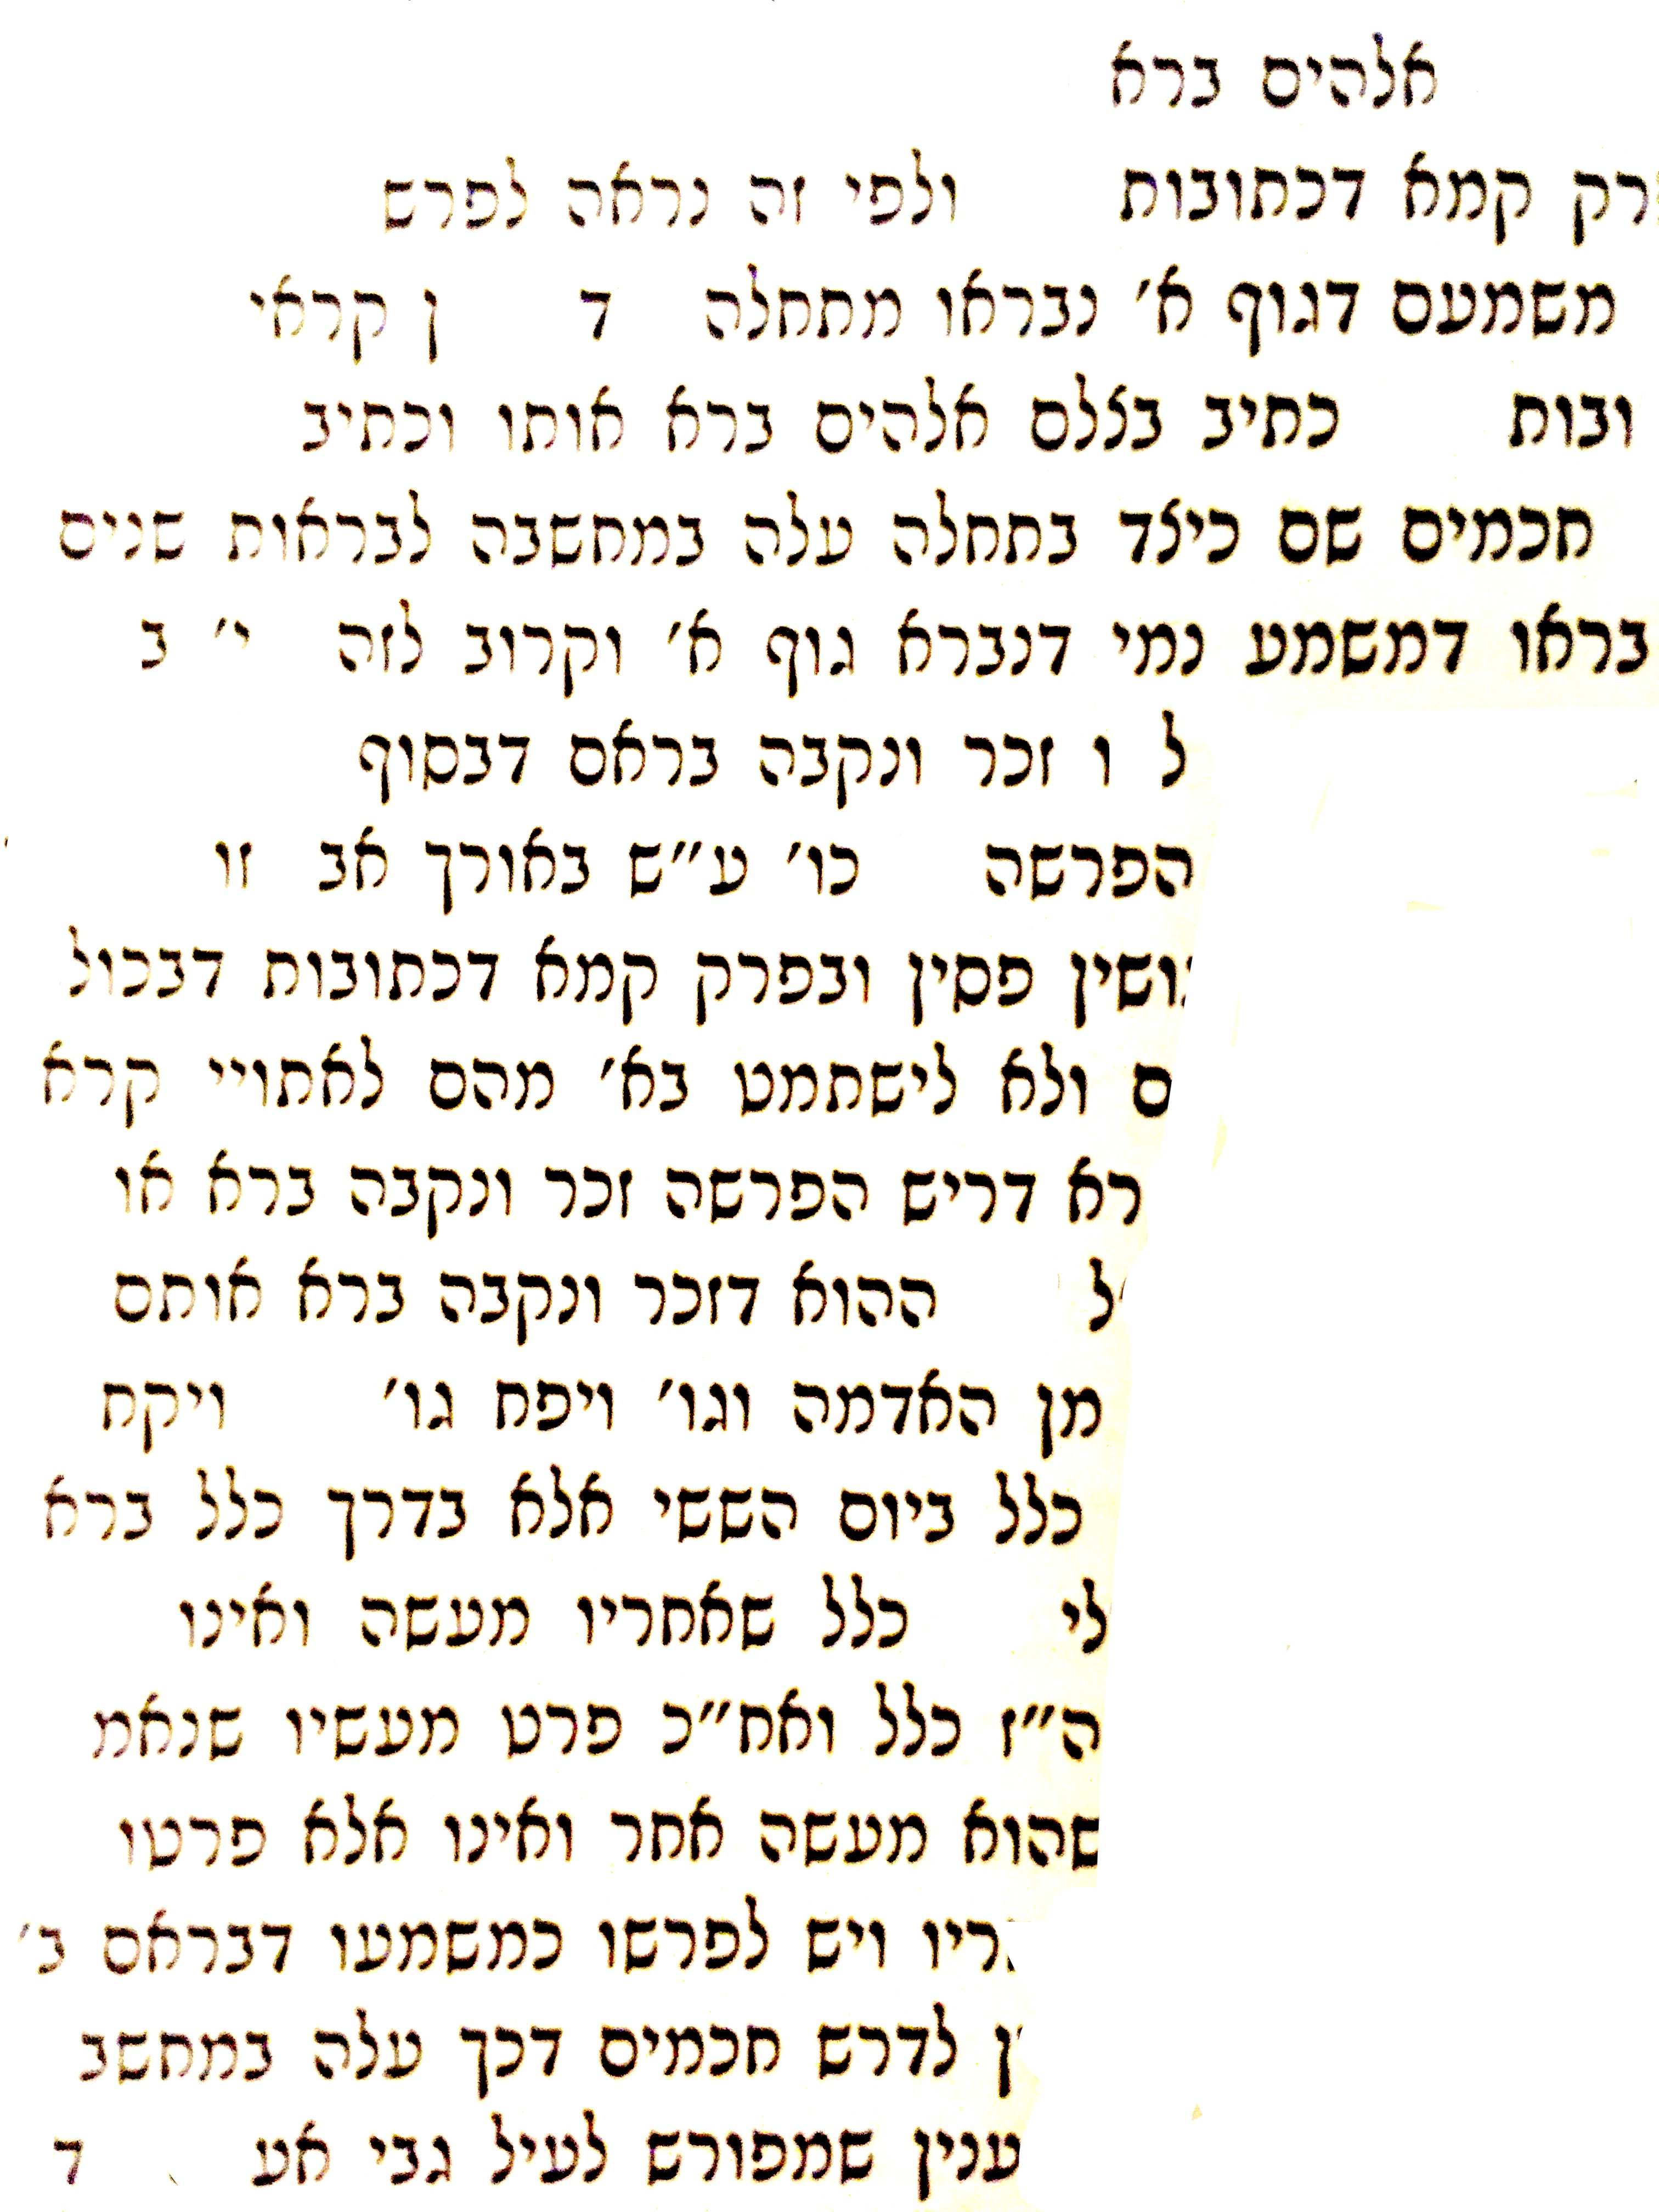 אלהים ברא
רק קמא דכתובות ולפי זה נראה לפרש
משמעם דגוף א׳ נבראו מתחלה ד ן קראי
ובות כתיב בצלם אלהים ברא אותו וכתיב
חכמים שם כיצד בתחלה עלה במחשבה לבראות שנים
בראו דמשמע נמי דנברא גוף א׳ וקרוב לזה י׳ ב
ל ו זכר ונקבה בראם דבסוף
הפרשה כו׳ ע״ש באורך אב זו
ושין פסין ובפרק קמא דכתובות דבכול
ם ולא לישתמט בא׳ מהם לאתויי קרא
רא דריש הפרשה זכר ונקבה ברא או
ל ההוא דזכר ונקבה ברא אותם
מן האדמה וגו׳ ויפח גו׳ ויקח
כלל ביום הששי אלא בדרך כלל ברא
לי כלל שאחריו מעשה ואינו
ה״ז כלל ואח״כ פרט מעשיו שנאמ
שהוא מעשה אחר ואינו אלא פרטו
ריו ויש לפרשו כמשמעו דבראם ב׳
ן לדרש חכמים דכך עלה במחשב
ענין שמפורש לעיל גבי אע ד